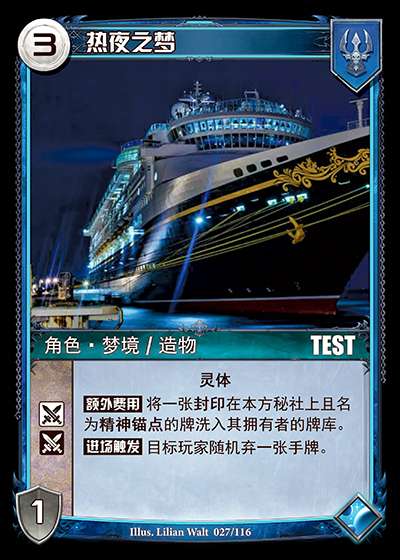 3 热夜之梦
角色·梦境 / 造物 TEST
灵体
额外费用 将一张封印在本方秘社上且名
为精神锚点的牌洗入其拥有者的牌库。
进场触发 目标玩家随机弃一张手牌。
1
Illus. Lilian Walt 027/116